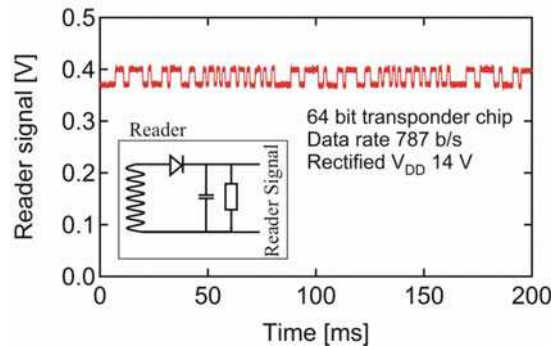 Reader signal [V]
0.5
0.4
0.3
0.2
0.1
0.0
64 bit transponder chip
Data rate 787 b/s
Rectified V_DD 14 V
Reader
Reader Signal
0
50
100
150
200
Time [ms]